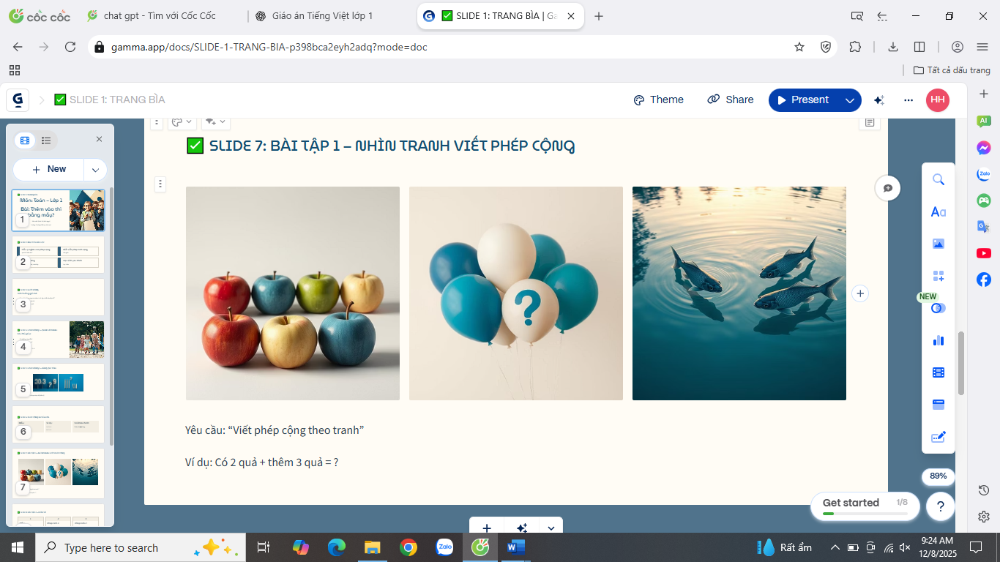 cốc cốc
chat gpt - Tìm với Cốc Cốc
Giáo án Tiếng Việt lớp 1
✅ SLIDE 1: TRANG BÌA | Ga
gamma.app/docs/SLIDE-1-TRANG-BIA-p398bca2eyh2adq?mode=doc
Tất cả dấu trang
✅ SLIDE 1: TRANG BÌA
Theme
Share
Present
HH
New
Môn: Toán – Lớp 1
Bài: Thêm vào thì
bằng mấy?
1
2
3
4
5
6
7
✅ SLIDE 7: BÀI TẬP 1 – NHÌN TRANH VIẾT PHÉP CỘNG
?
Yêu cầu: “Viết phép cộng theo tranh”
Ví dụ: Có 2 quả + thêm 3 quả = ?
Aa
NEW
89%
Get started
1/8
?
AI
Zalo
Type here to search
Zalo
Rất ẩm
9:24 AM
12/8/2025